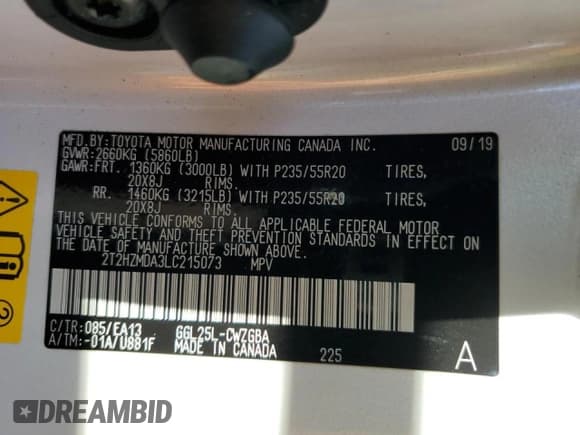 MFD.BY:TOYOTA MOTOR MANUFACTURING CANADA INC. 09/19
GVWR:2660KG (5860LB)
GAWR:FRT. 1360KG (3000LB) WITH P235/55R20 TIRES,
20X8J RIMS.
RR. 1460KG (3215LB) WITH P235/55R20 TIRES,
20X8J RIMS.
THIS VEHICLE CONFORMS TO ALL APPLICABLE FEDERAL MOTOR
VEHICLE SAFETY AND THEFT PREVENTION STANDARDS IN EFFECT
ON THE DATE OF MANUFACTURE SHOWN ABOVE.
2T2HZMDA3LC215073 MPV
C/TR:085/EA13 GGL25L-CWZGBA
A/TM:-01A/U881F MADE IN CANADA 225 A
2
DREAMBID